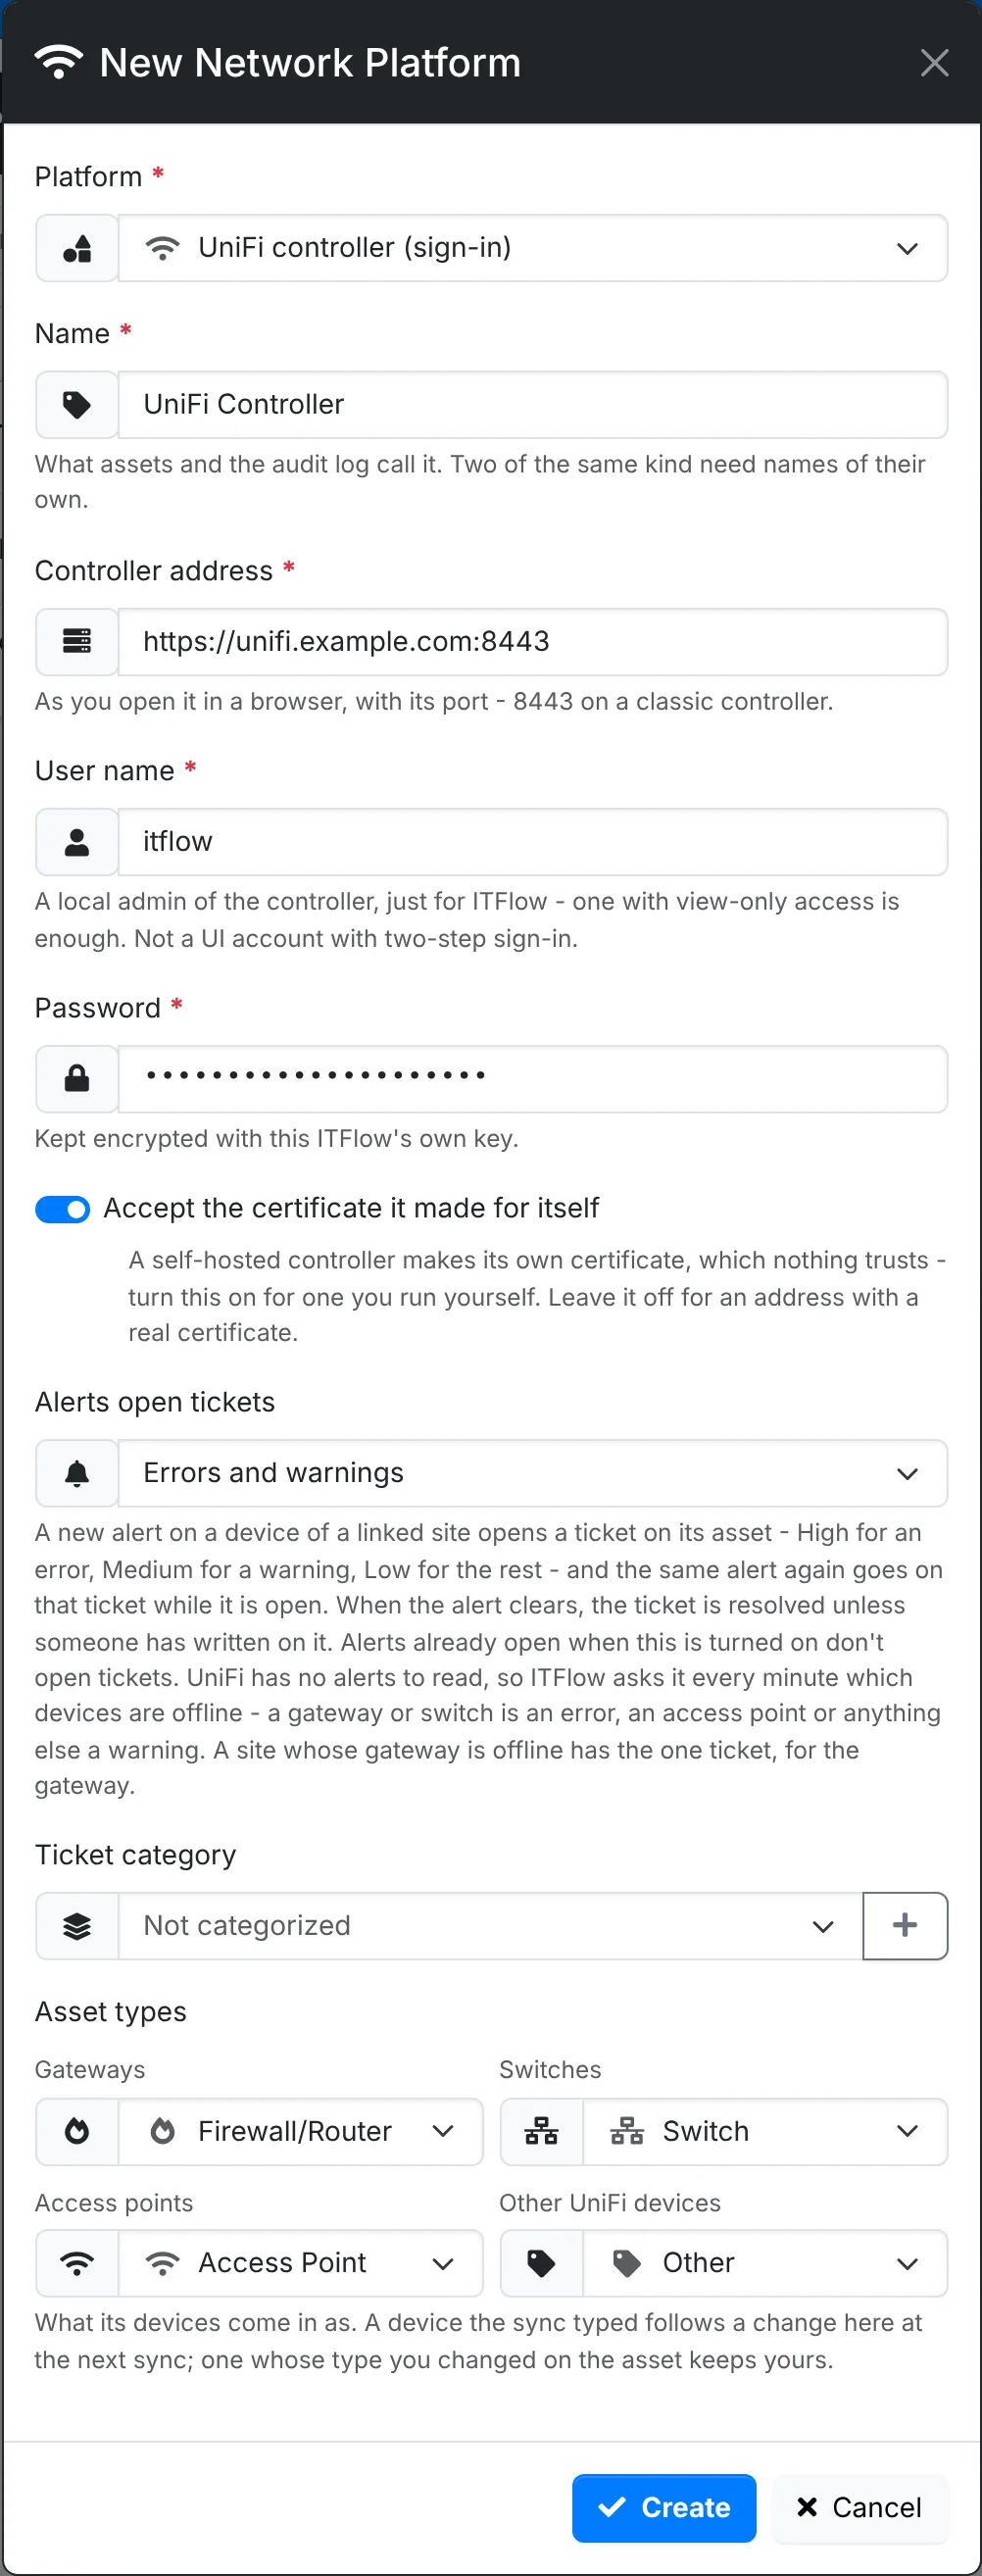 New Network Platform
Platform *
UniFi controller (sign-in)
Name *
UniFi Controller
What assets and the audit log call it. Two of the same kind need names of their
own.
Controller address *
https://unifi.example.com:8443
As you open it in a browser, with its port - 8443 on a classic controller.
User name *
itflow
A local admin of the controller, just for ITFlow - one with view-only access is
enough. Not a UI account with two-step sign-in.
Password *
•••••••••••••••••••••
Kept encrypted with this ITFlow's own key.
Accept the certificate it made for itself
A self-hosted controller makes its own certificate, which nothing trusts -
turn this on for one you run yourself. Leave it off for an address with a
real certificate.
Alerts open tickets
Errors and warnings
A new alert on a device of a linked site opens a ticket on its asset - High for an
error, Medium for a warning, Low for the rest - and the same alert again goes on
that ticket while it is open. When the alert clears, the ticket is resolved unless
someone has written on it. Alerts already open when this is turned on don't
open tickets. UniFi has no alerts to read, so ITFlow asks it every minute which
devices are offline - a gateway or switch is an error, an access point or anything
else a warning. A site whose gateway is offline has the one ticket, for the
gateway.
Ticket category
Not categorized
Asset types
Gateways
Switches
Firewall/Router
Switch
Access points
Other UniFi devices
Access Point
Other
What its devices come in as. A device the sync typed follows a change here at
the next sync; one whose type you changed on the asset keeps yours.
Create
Cancel